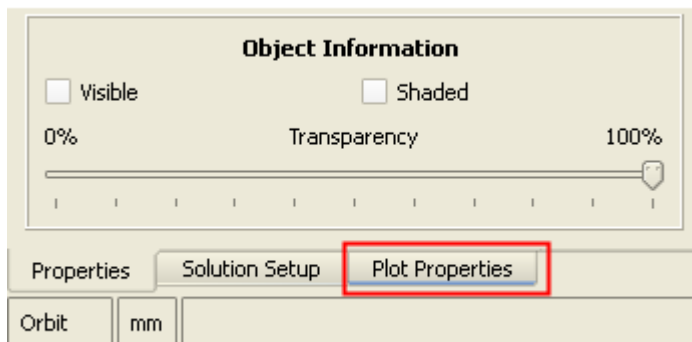 Object Information
Visible Shaded
0% Transparency 100%
Properties Solution Setup Plot Properties
Orbit mm